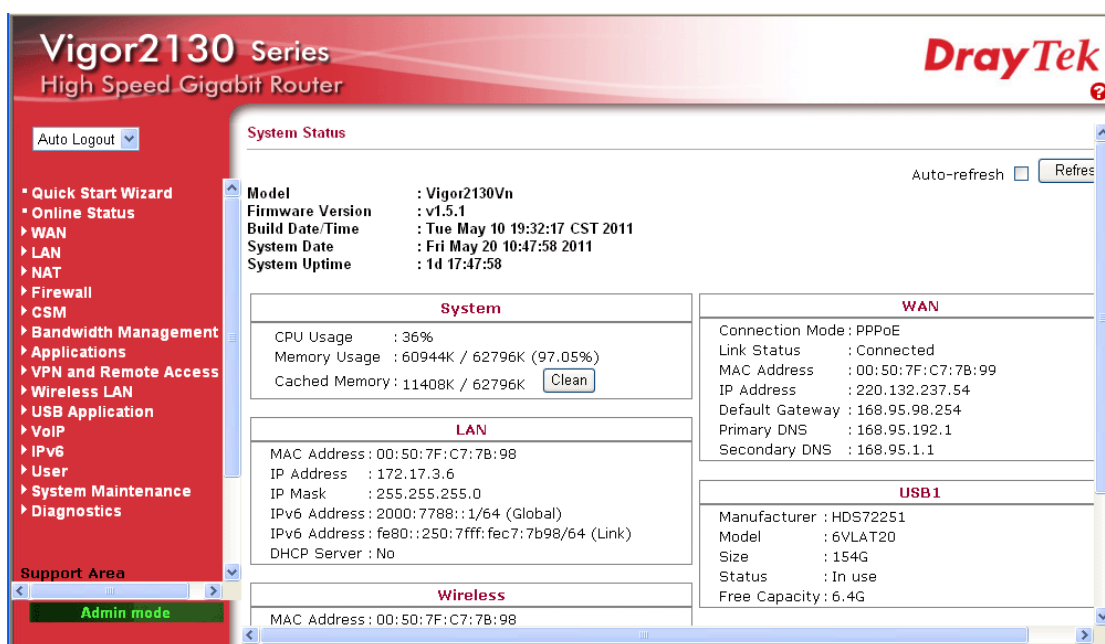 Vigor2130 Series
High Speed Gigabit Router
DrayTek
Auto Logout
Quick Start Wizard
Online Status
WAN
LAN
NAT
Firewall
CSM
Bandwidth Management
Applications
VPN and Remote Access
Wireless LAN
USB Application
VoIP
IPv6
User
System Maintenance
Diagnostics
Support Area
Admin mode
System Status
Auto-refresh Refres
Model : Vigor2130Vn
Firmware Version : v1.5.1
Build Date/Time : Tue May 10 19:32:17 CST 2011
System Date : Fri May 20 10:47:58 2011
System Uptime : 1d 17:47:58
System
CPU Usage : 36%
Memory Usage : 60944K / 62796K (97.05%)
Cached Memory : 11408K / 62796K Clean
LAN
MAC Address : 00:50:7F:C7:7B:98
IP Address : 172.17.3.6
IP Mask : 255.255.255.0
IPv6 Address : 2000:7788::1/64 (Global)
IPv6 Address : fe80::250:7fff:fec7:7b98/64 (Link)
DHCP Server : No
Wireless
MAC Address : 00:50:7F:C7:7B:98
WAN
Connection Mode : PPPoE
Link Status : Connected
MAC Address : 00:50:7F:C7:7B:99
IP Address : 220.132.237.54
Default Gateway : 168.95.98.254
Primary DNS : 168.95.192.1
Secondary DNS : 168.95.1.1
USB1
Manufacturer : HDS72251
Model : 6VLAT20
Size : 154G
Status : In use
Free Capacity : 6.4G